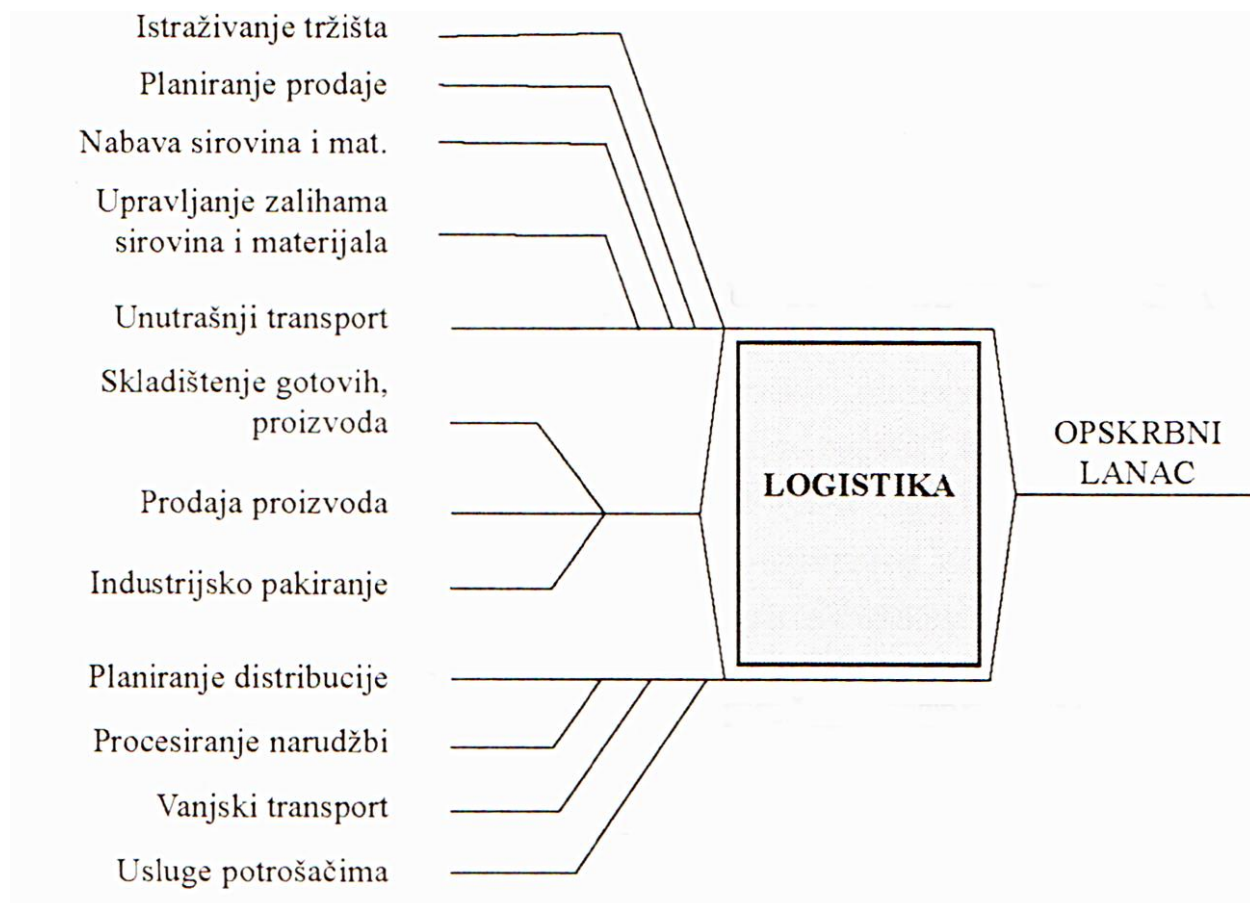 Istraživanje tržišta
Planiranje prodaje
Nabava sirovina i mat.
Upravljanje zalihama
sirovina i materijala
Unutrašnji transport
Skladištenje gotovih,
proizvoda
Prodaja proizvoda
Industrijsko pakiranje
Planiranje distribucije
Procesiranje narudžbi
Vanjski transport
Usluge potrošačima
LOGISTIKA
OPSKRBNI
LANAC